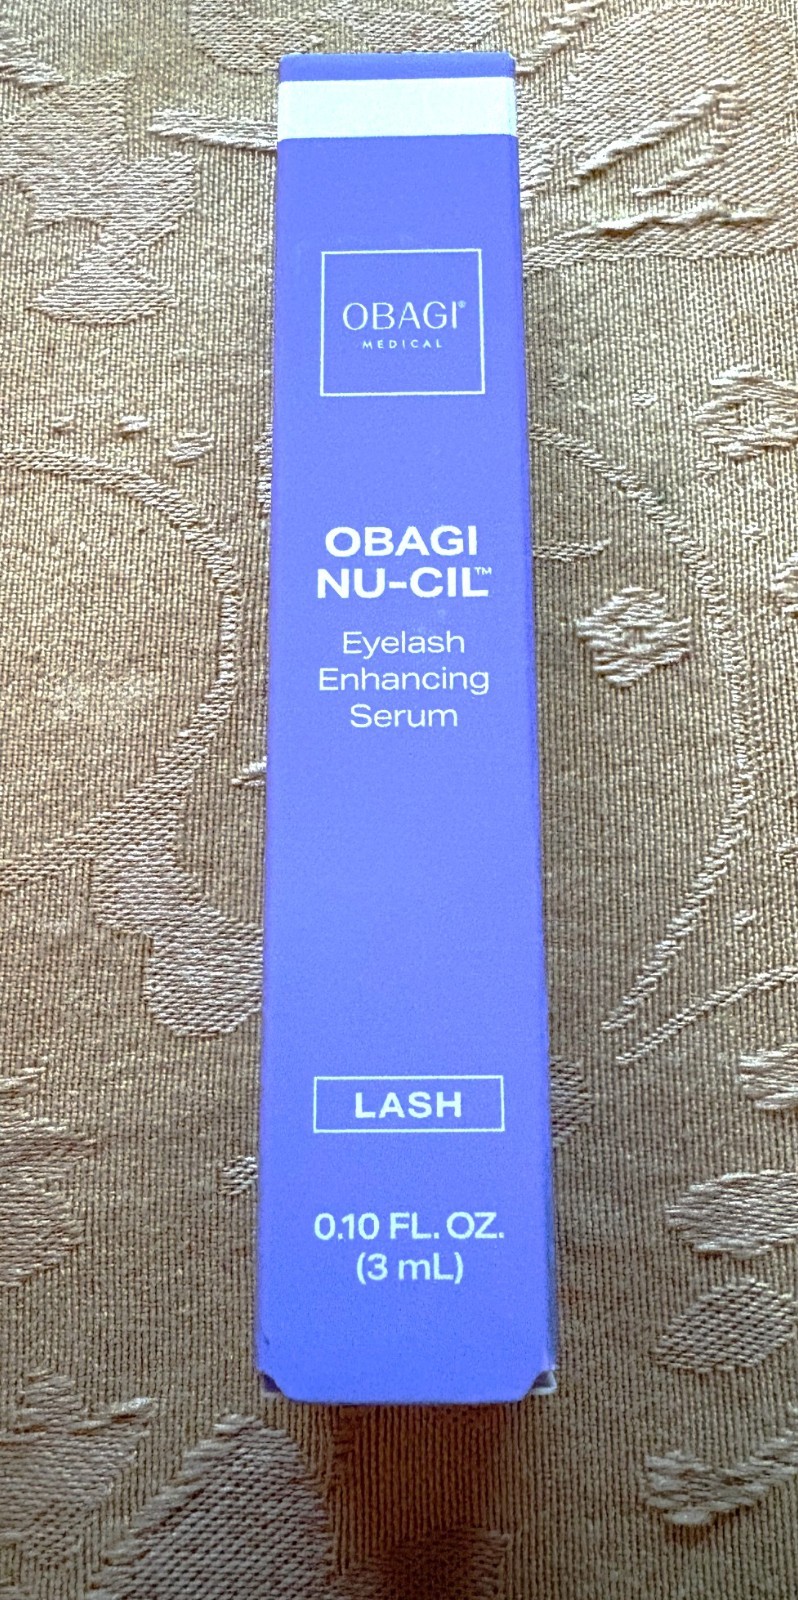 OBAGI®
MEDICAL
OBAGI
NU-CIL™
Eyelash
Enhancing
Serum
LASH
0.10 FL. OZ.
(3 mL)